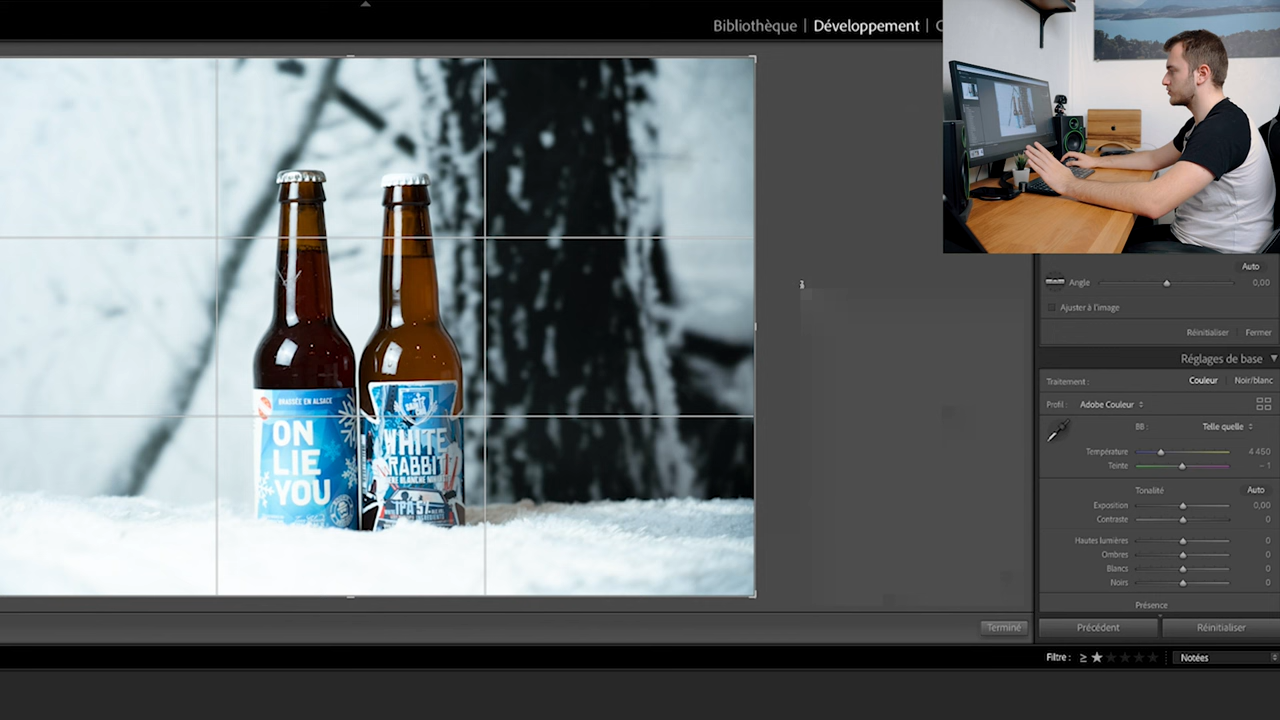 Bibliothèque | Développement |
Auto
Angle 0,00
Ajuster à l'image
Réinitialiser Fermer
Réglages de base
Traitement : Couleur Noir/blanc
Profil : Adobe Couleur
BB : Telle quelle
Température 4 450
Teinte – 1
Tonalité Auto
Exposition 0,00
Contraste 0
Hautes lumières 0
Ombres 0
Blancs 0
Noirs 0
Présence
Terminé Précédent Réinitialiser
Filtre : ≥ ★★★★★ Notées
BRASSÉE EN ALSACE
ON
LIE
YOU
WHITE
RABBIT
IPA